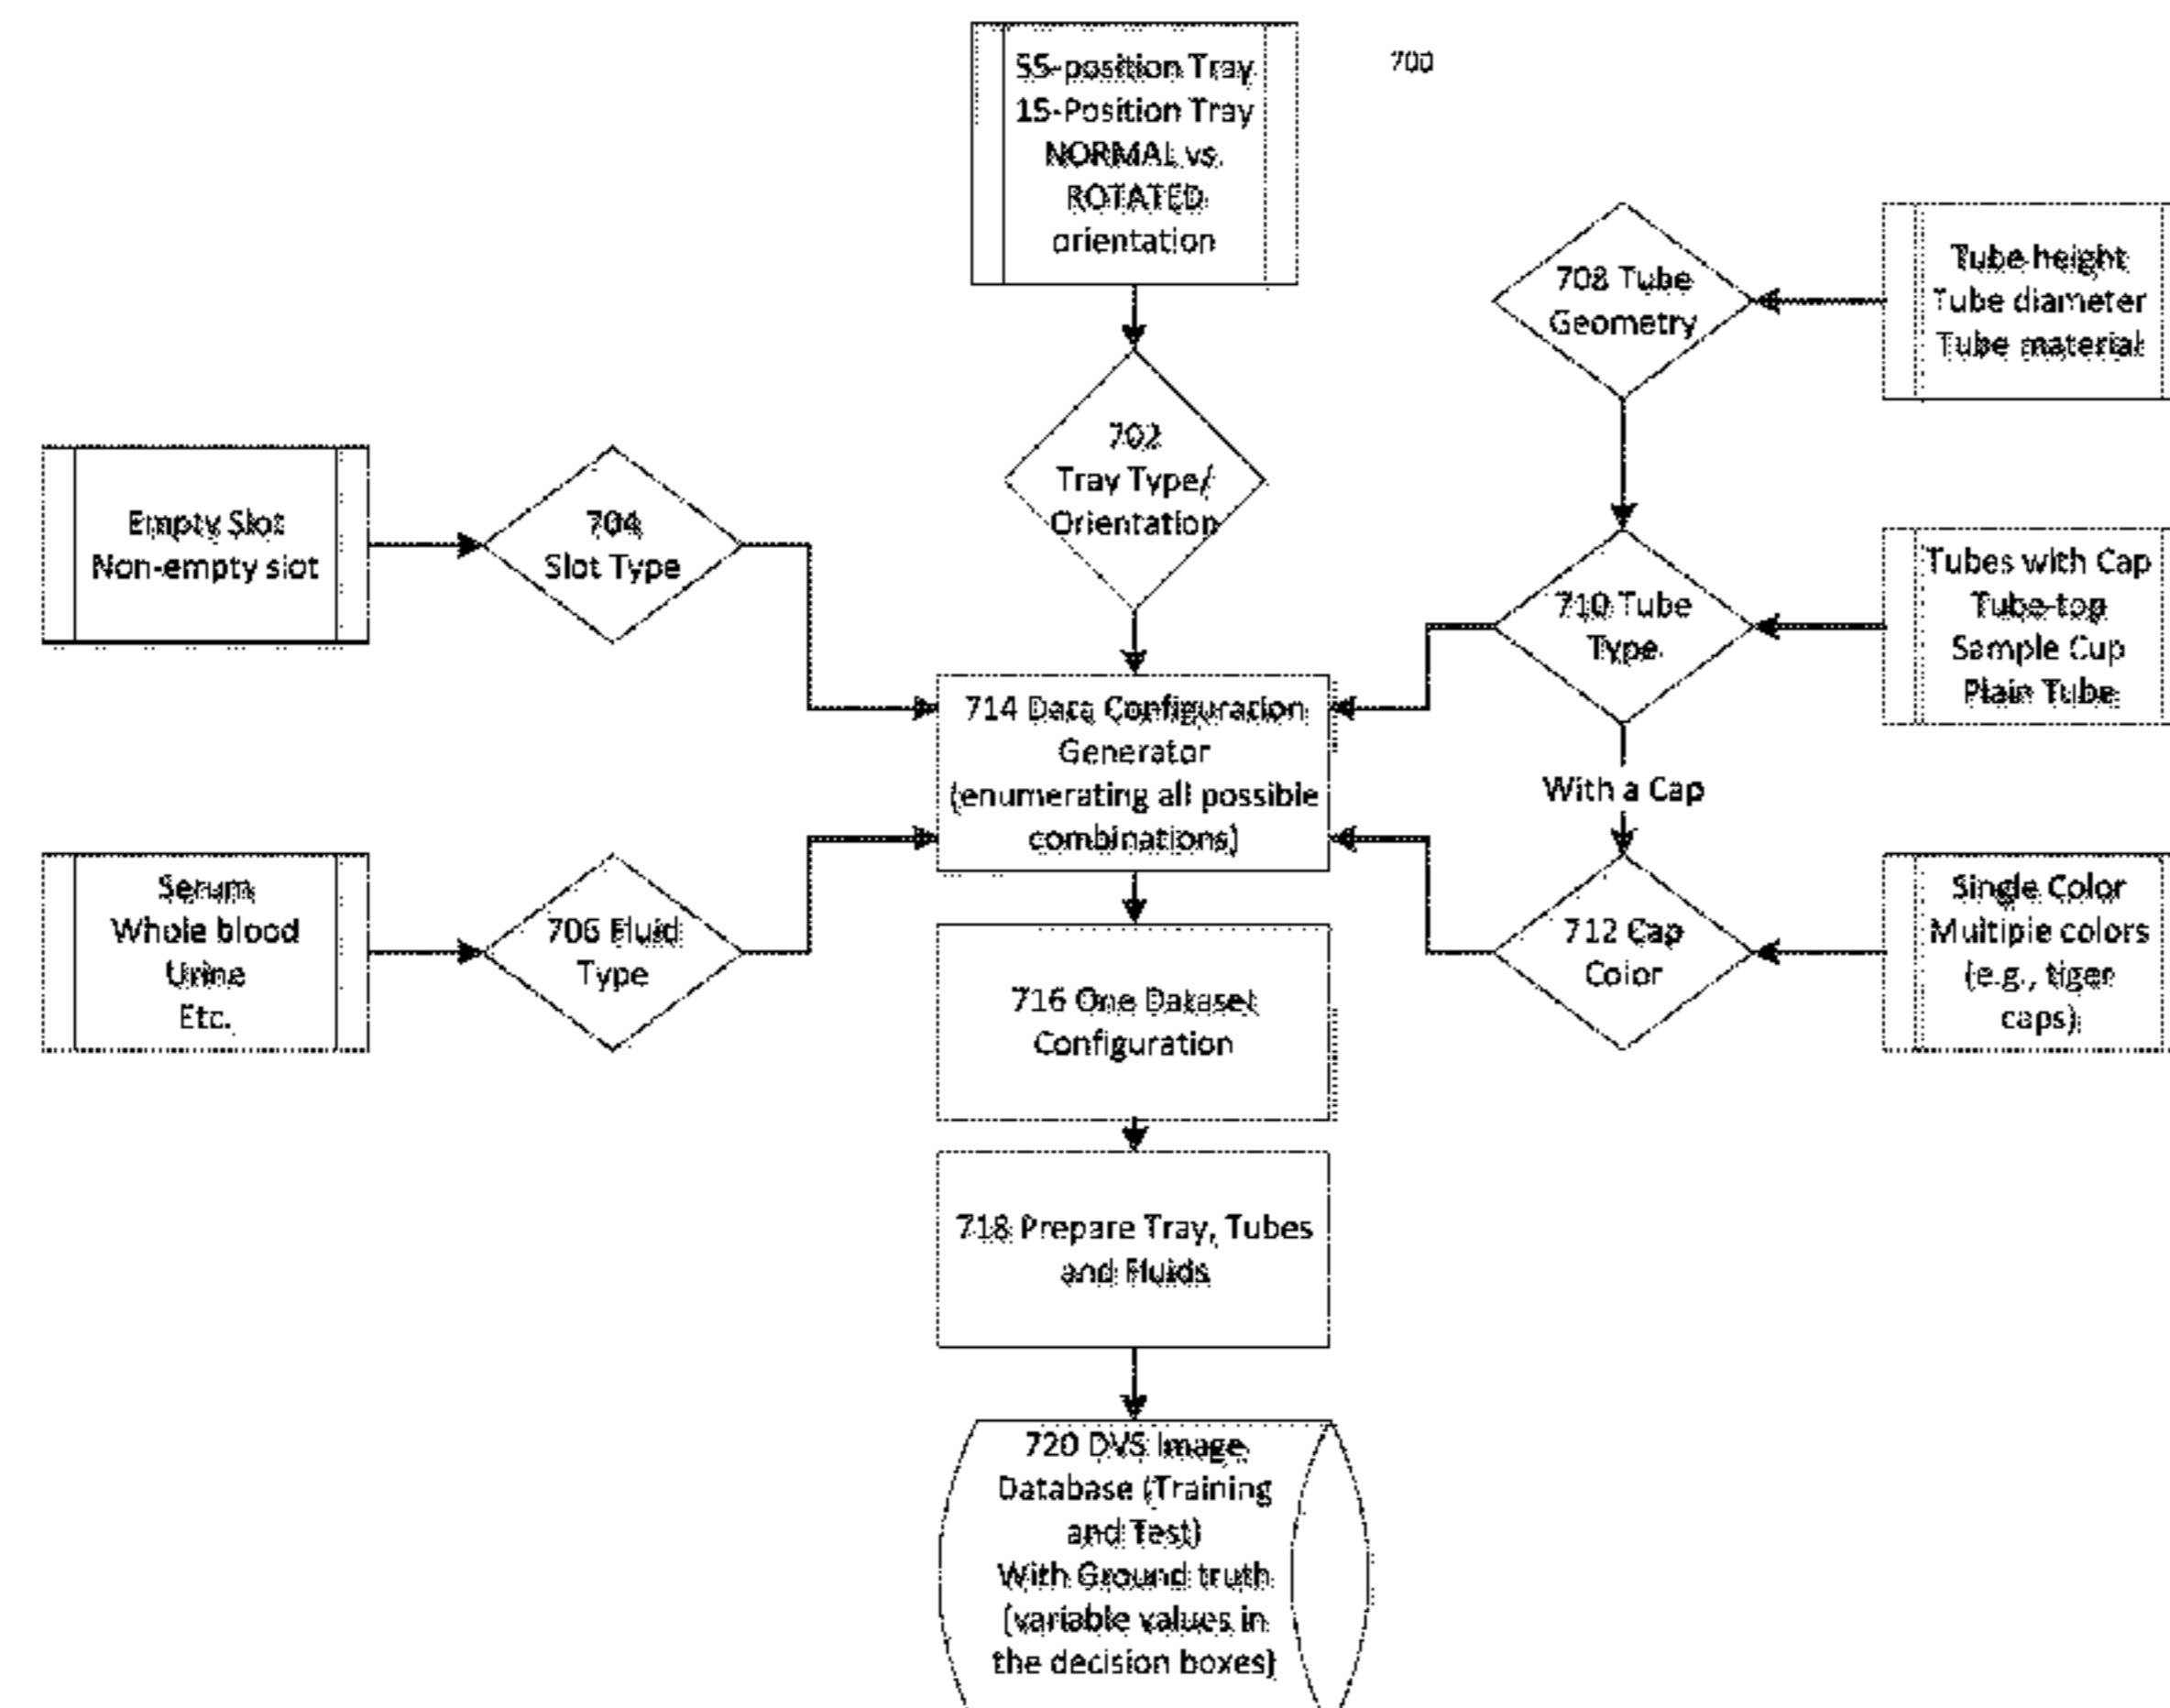 55-position Tray
15-Position Tray
NORMAL vs.
ROTATED
orientation
700
708 Tube
Geometry
Tube height
Tube diameter
Tube material
702
Tray Type/
Orientation
Empty Slot
Non-empty slot
704
Slot Type
710 Tube
Type
Tubes with Cap
Tube-top
Sample Cup
Plain Tube
714 Data Configuration
Generator
(enumerating all possible
combinations)
With a Cap
Serum
Whole blood
Urine
Etc.
706 Fluid
Type
712 Cap
Color
Single Color
Multiple colors
(e.g., tiger
caps)
716 One Dataset
Configuration
718 Prepare Tray, Tubes
and Fluids
720 DVS Image
Database (Training
and Test)
With Ground truth
(variable values in
the decision boxes)